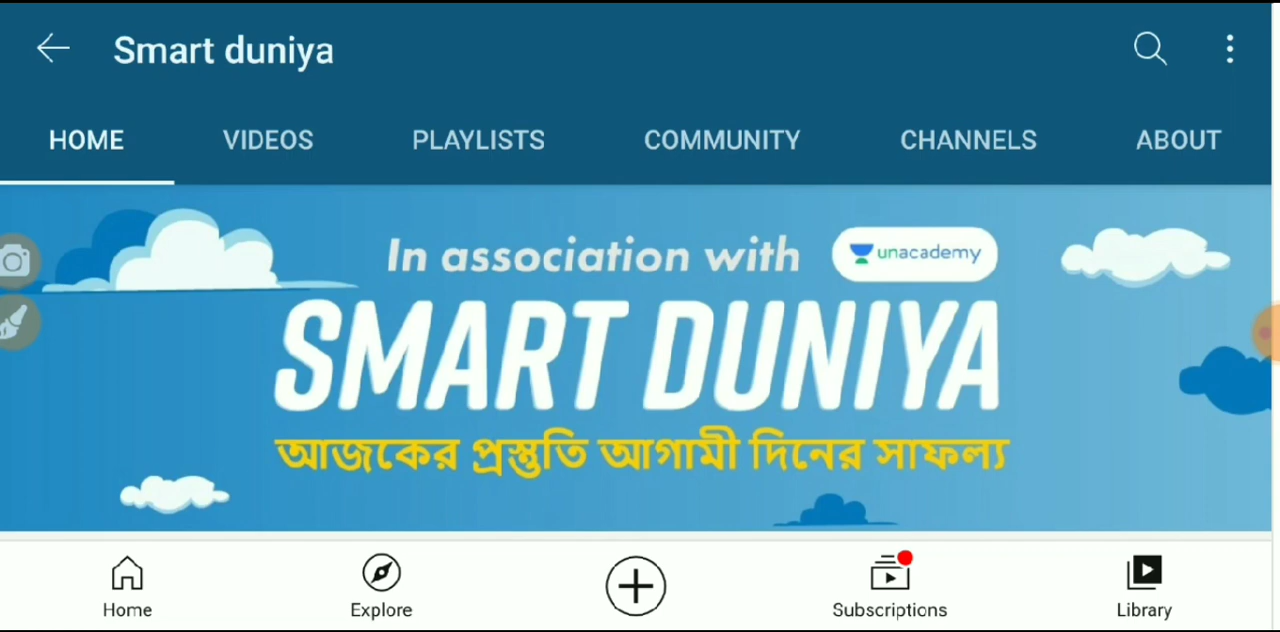 Smart duniya
HOME VIDEOS PLAYLISTS COMMUNITY CHANNELS ABOUT
In association with unacademy
SMART DUNIYA
আজকের প্রস্তুতি আগামী দিনের সাফল্য
Home Explore Subscriptions Library